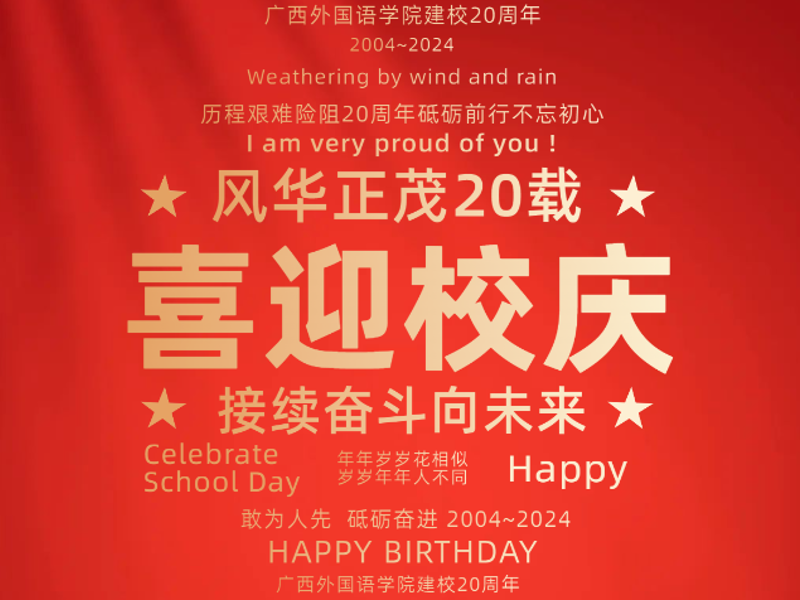 广西外国语学院建校20周年
2004~2024
Weathering by wind and rain
历程艰难险阻20周年砥砺前行不忘初心
I am very proud of you !
★ 风华正茂20载 ★
喜迎校庆
★ 接续奋斗向未来 ★
Celebrate
School Day
年年岁岁花相似
岁岁年年人不同
Happy
敢为人先 砥砺奋进 2004~2024
HAPPY BIRTHDAY
广西外国语学院建校20周年